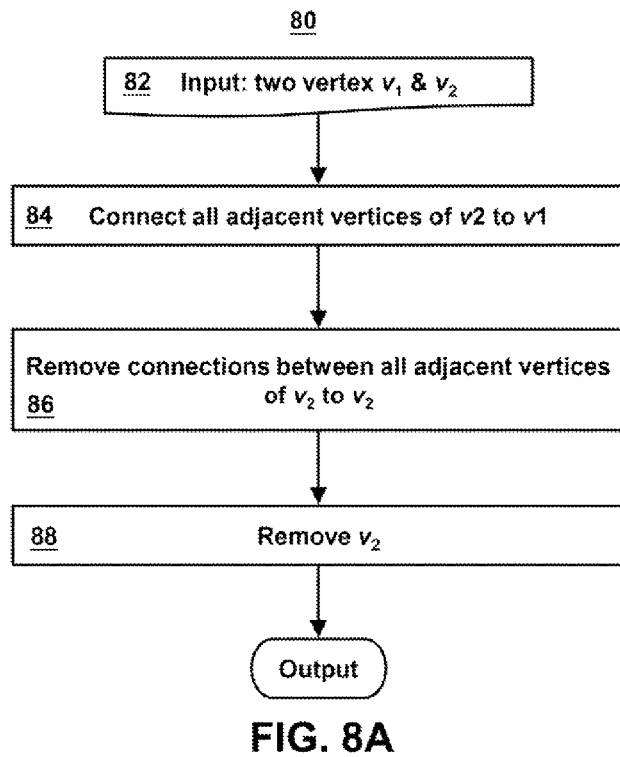 80
82 Input: two vertex v₁ & v₂
84 Connect all adjacent vertices of v2 to v1
Remove connections between all adjacent vertices
86 of v₂ to v₂
88 Remove v₂
Output
FIG. 8A